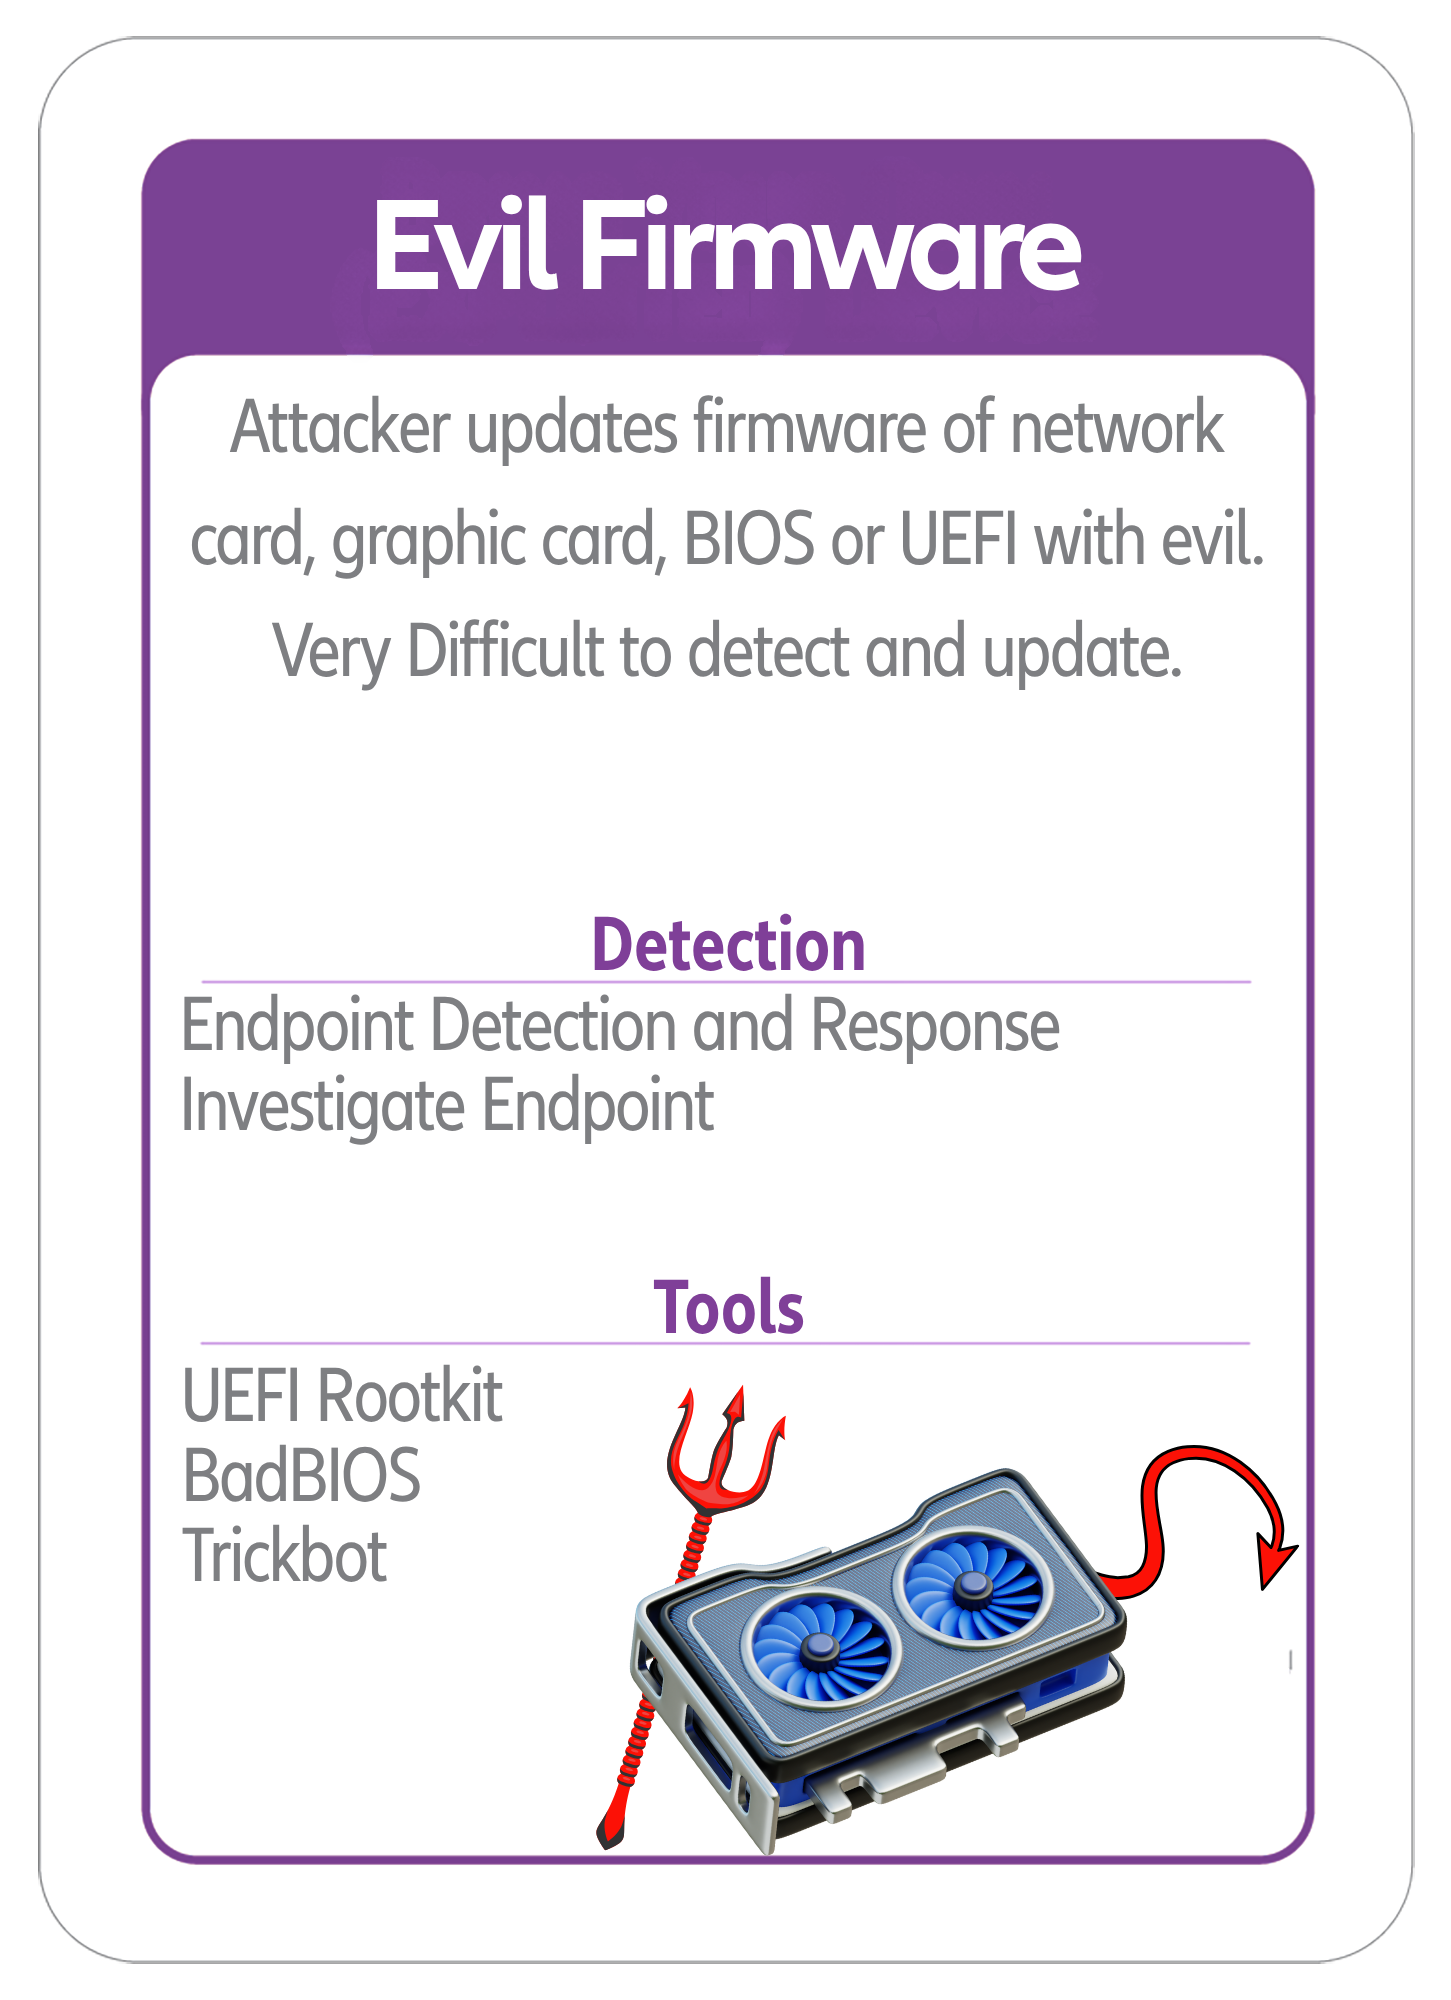 Evil Firmware
Attacker updates firmware of network
card, graphic card, BIOS or UEFI with evil.
Very Difficult to detect and update.
Detection
Endpoint Detection and Response
Investigate Endpoint
Tools
UEFI Rootkit
BadBIOS
Trickbot